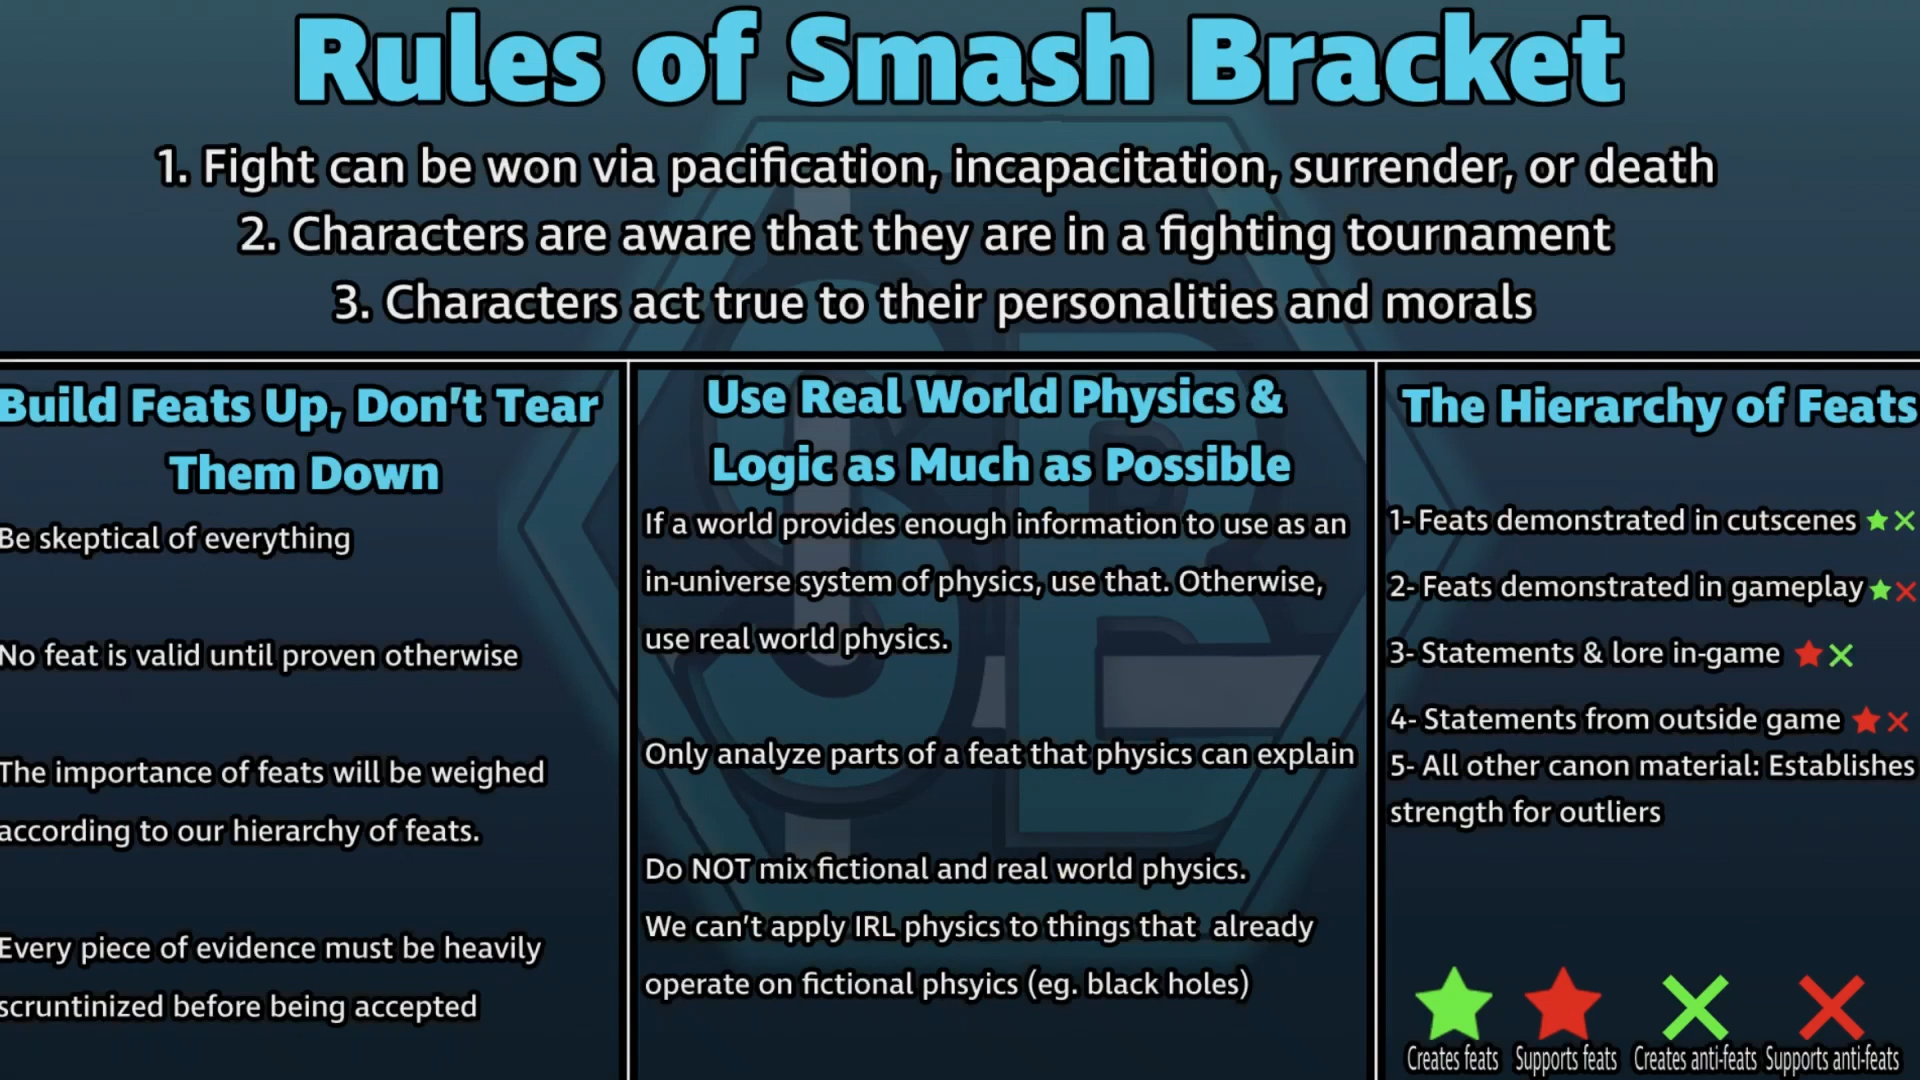 Rules of Smash Bracket
1. Fight can be won via pacification, incapacitation, surrender, or death
2. Characters are aware that they are in a fighting tournament
3. Characters act true to their personalities and morals
Build Feats Up, Don't Tear
Them Down
Be skeptical of everything
No feat is valid until proven otherwise
The importance of feats will be weighed
according to our hierarchy of feats.
Every piece of evidence must be heavily
scruntinized before being accepted
Use Real World Physics &
Logic as Much as Possible
If a world provides enough information to use as an
in-universe system of physics, use that. Otherwise,
use real world physics.
Only analyze parts of a feat that physics can explain
Do NOT mix fictional and real world physics.
We can't apply IRL physics to things that already
operate on fictional phsyics (eg. black holes)
The Hierarchy of Feats
1- Feats demonstrated in cutscenes
2- Feats demonstrated in gameplay
3- Statements & lore in-game
4- Statements from outside game
5- All other canon material: Establishes
strength for outliers
Creates feats Supports feats Creates anti-feats Supports anti-feats
SB